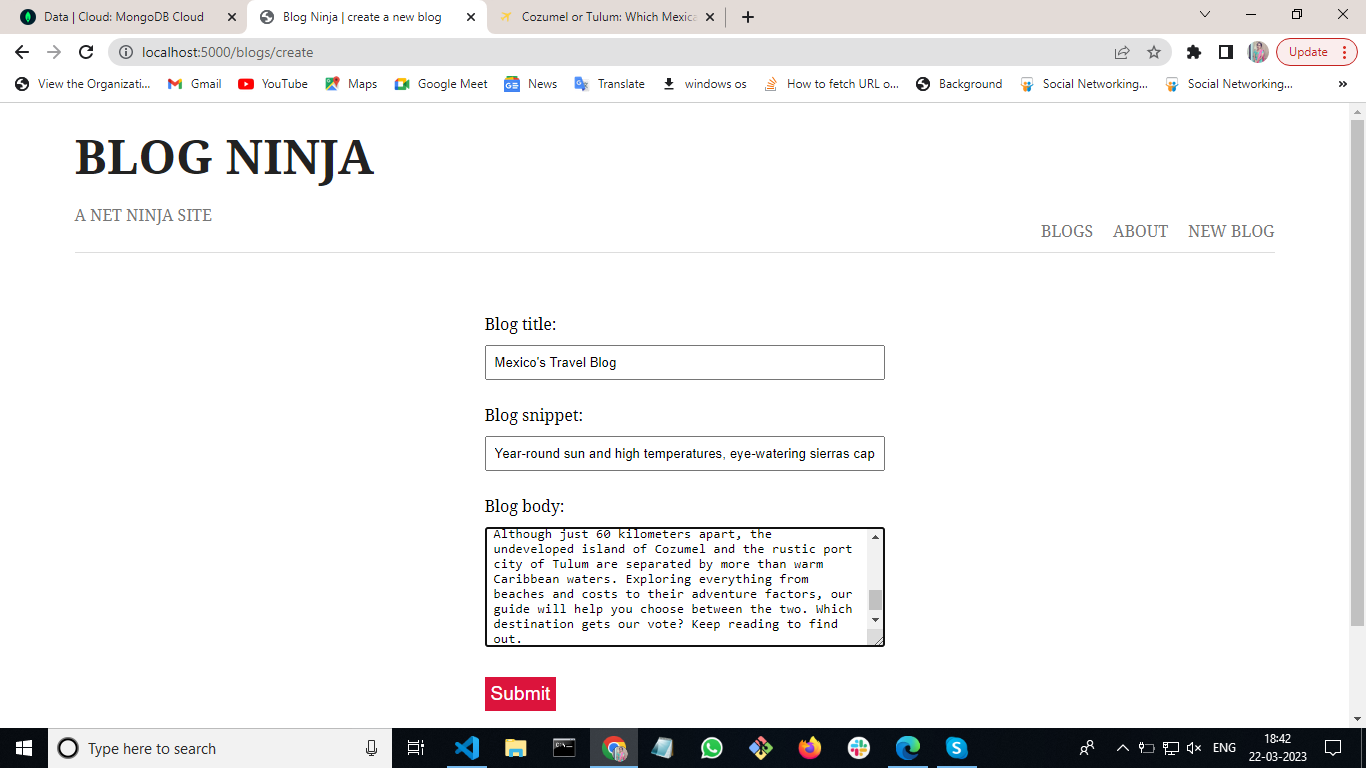 Data | Cloud: MongoDB Cloud
Blog Ninja | create a new blog
Cozumel or Tulum: Which Mexica
localhost:5000/blogs/create
Update
View the Organizati...
Gmail
YouTube
Maps
Google Meet
News
Translate
windows os
How to fetch URL o...
Background
Social Networking...
Social Networking...
BLOG NINJA
A NET NINJA SITE
BLOGS ABOUT NEW BLOG
Blog title:
Mexico's Travel Blog
Blog snippet:
Year-round sun and high temperatures, eye-watering sierras cap
Blog body:
Although just 60 kilometers apart, the
undeveloped island of Cozumel and the rustic port
city of Tulum are separated by more than warm
Caribbean waters. Exploring everything from
beaches and costs to their adventure factors, our
guide will help you choose between the two. Which
destination gets our vote? Keep reading to find
out.
Submit
Type here to search
ENG
18:42
22-03-2023